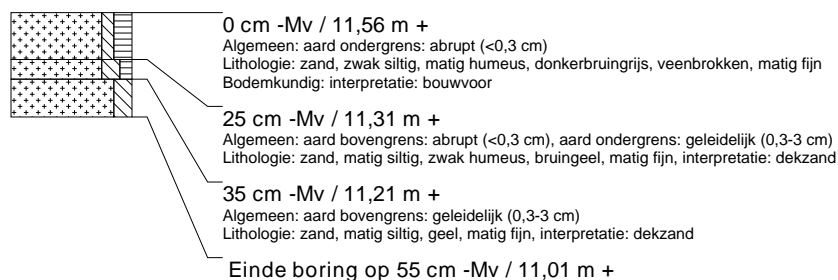 0 cm -Mv / 11,56 m +
Algemeen: aard ondergrens: abrupt (<0,3 cm)
Lithologie: zand, zwak siltig, matig humeus, donkerbruingrijs, veenbrokken, matig fijn
Bodemkundig: interpretatie: bouwvoor
25 cm -Mv / 11,31 m +
Algemeen: aard bovengrens: abrupt (<0,3 cm), aard ondergrens: geleidelijk (0,3-3 cm)
Lithologie: zand, matig siltig, zwak humeus, bruingeel, matig fijn, interpretatie: dekzand
35 cm -Mv / 11,21 m +
Algemeen: aard bovengrens: geleidelijk (0,3-3 cm)
Lithologie: zand, matig siltig, geel, matig fijn, interpretatie: dekzand
Einde boring op 55 cm -Mv / 11,01 m +